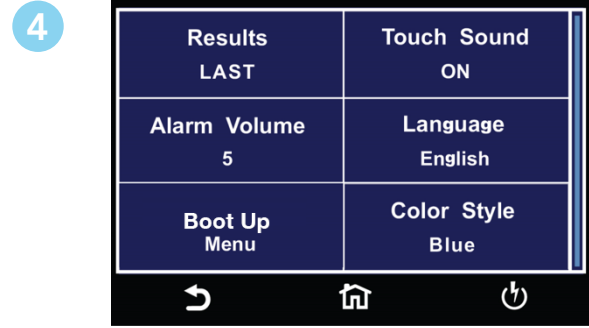 4
Results
LAST
Touch Sound
ON
Alarm Volume
5
Language
English
Boot Up
Menu
Color Style
Blue